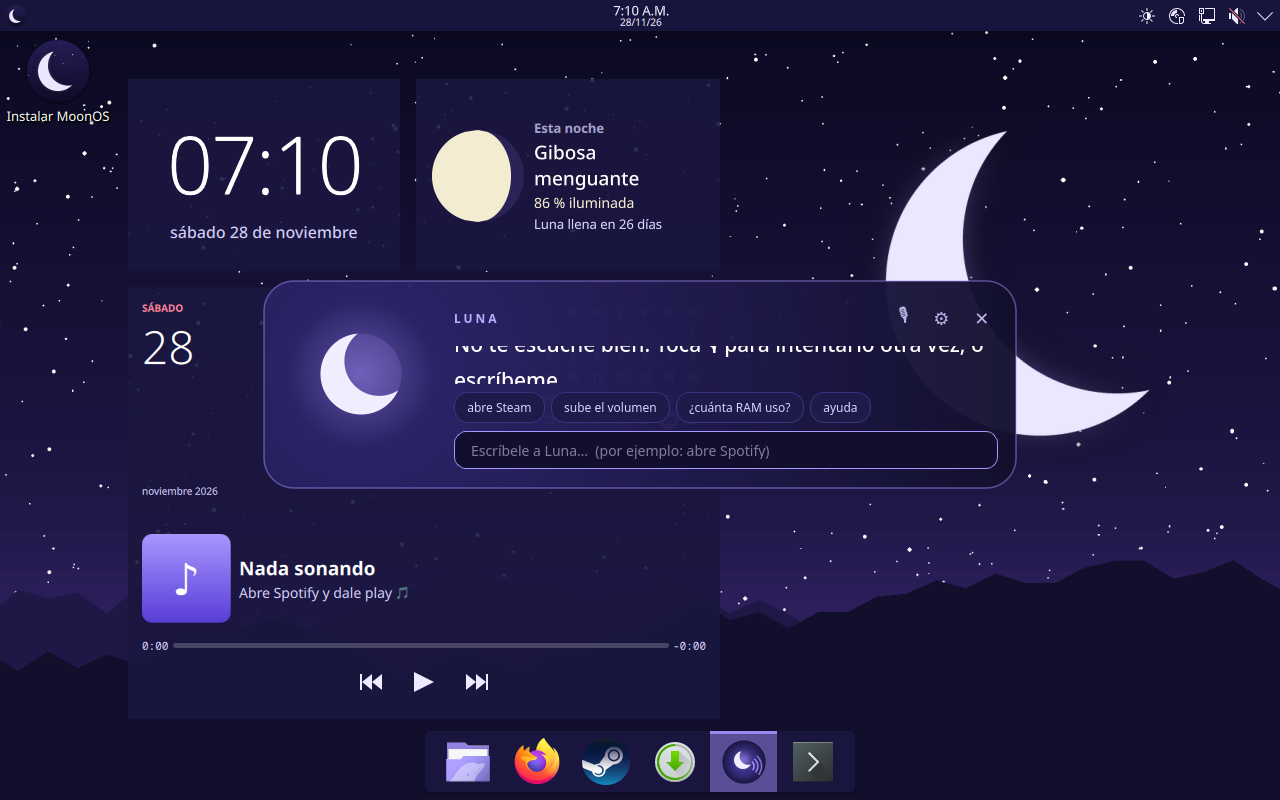 7:10 A.M.
28/11/26
Instalar MoonOS
07:10
sábado 28 de noviembre
Esta noche
Gibosa
menguante
86 % iluminada
Luna llena en 26 días
SÁBADO
28
noviembre 2026
LUNA
No te escuché bien. Toca para intentarlo otra vez, o
escríbeme
abre Steam
sube el volumen
¿cuánta RAM uso?
ayuda
Escríbele a Luna... (por ejemplo: abre Spotify)
Nada sonando
Abre Spotify y dale play
0:00
-0:00